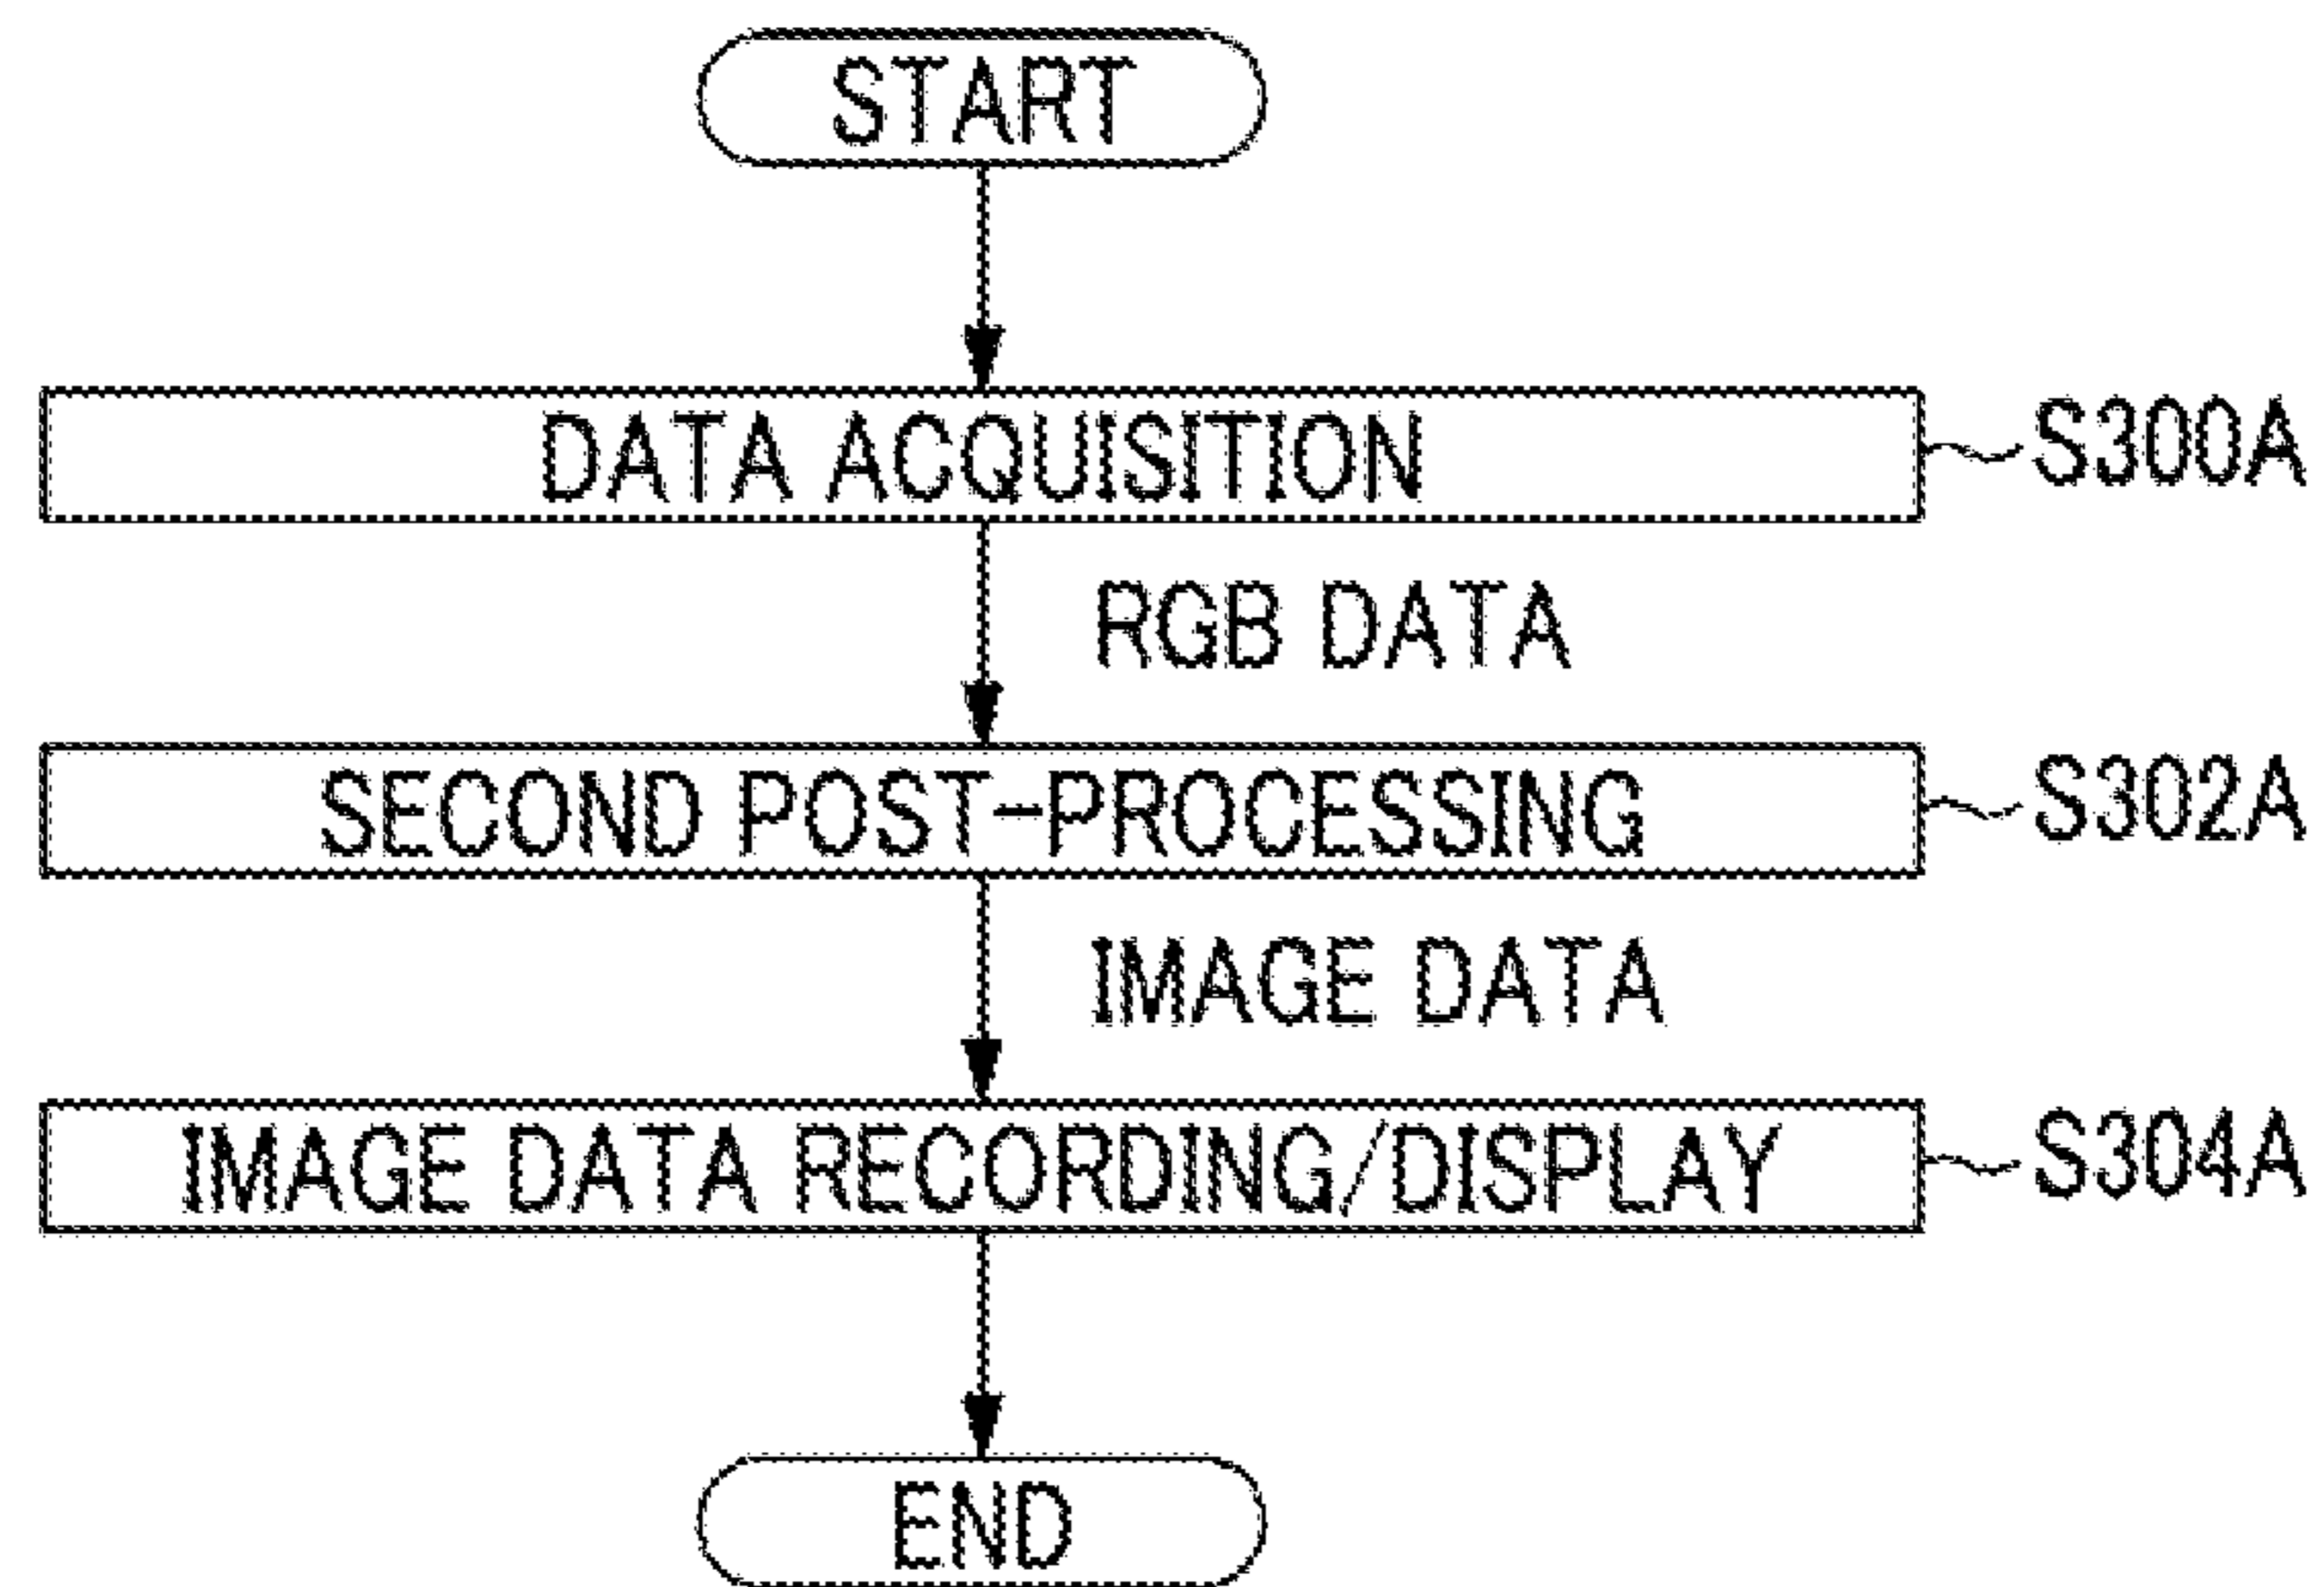 START
DATA ACQUISITION
S300A
RGB DATA
SECOND POST-PROCESSING
S302A
IMAGE DATA
IMAGE DATA RECORDING/DISPLAY
S304A
END